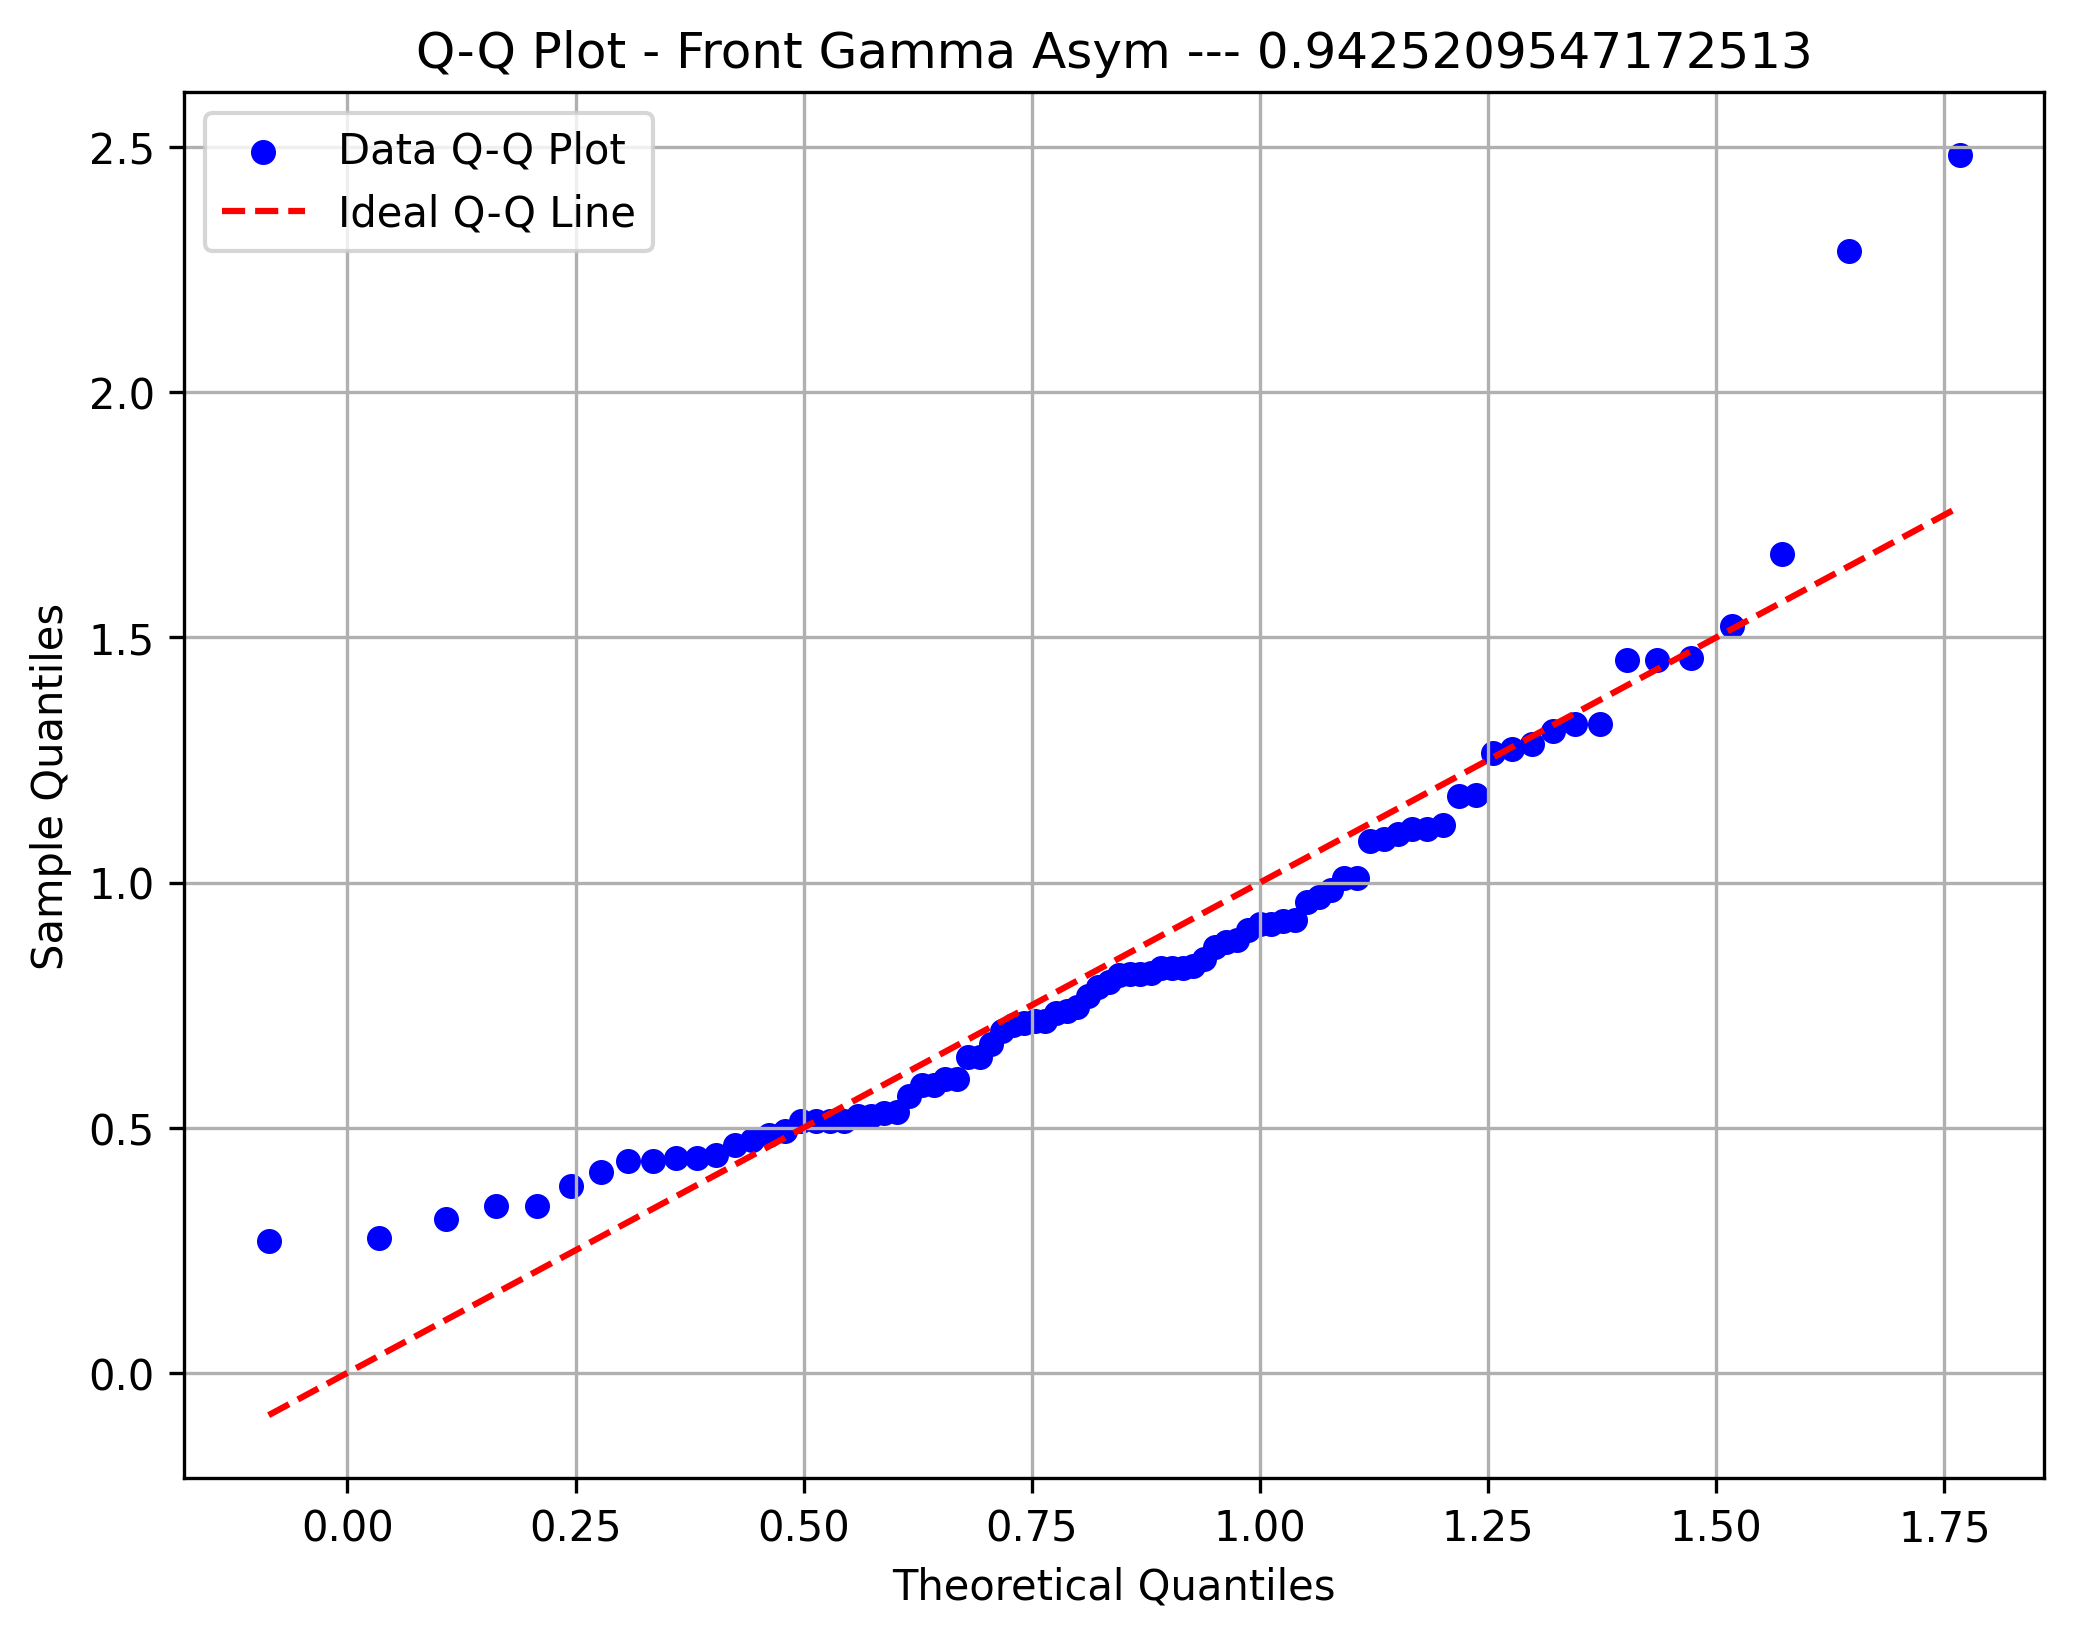 Q-Q Plot - Front Gamma Asym --- 0.9425209547172513
Data Q-Q Plot
Ideal Q-Q Line
2.5
2.0
1.5
1.0
0.5
0.0
Sample Quantiles
0.00 0.25 0.50 0.75 1.00 1.25 1.50 1.75
Theoretical Quantiles